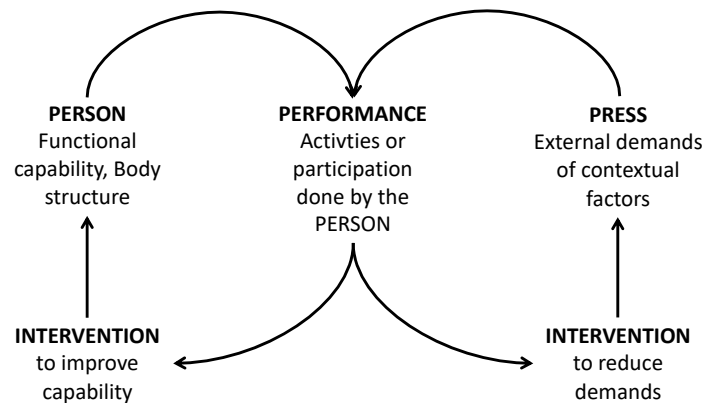 PERSON
Functional
capability, Body
structure
PERFORMANCE
Activties or
participation
done by the
PERSON
PRESS
External demands
of contextual
factors
INTERVENTION
to improve
capability
INTERVENTION
to reduce
demands